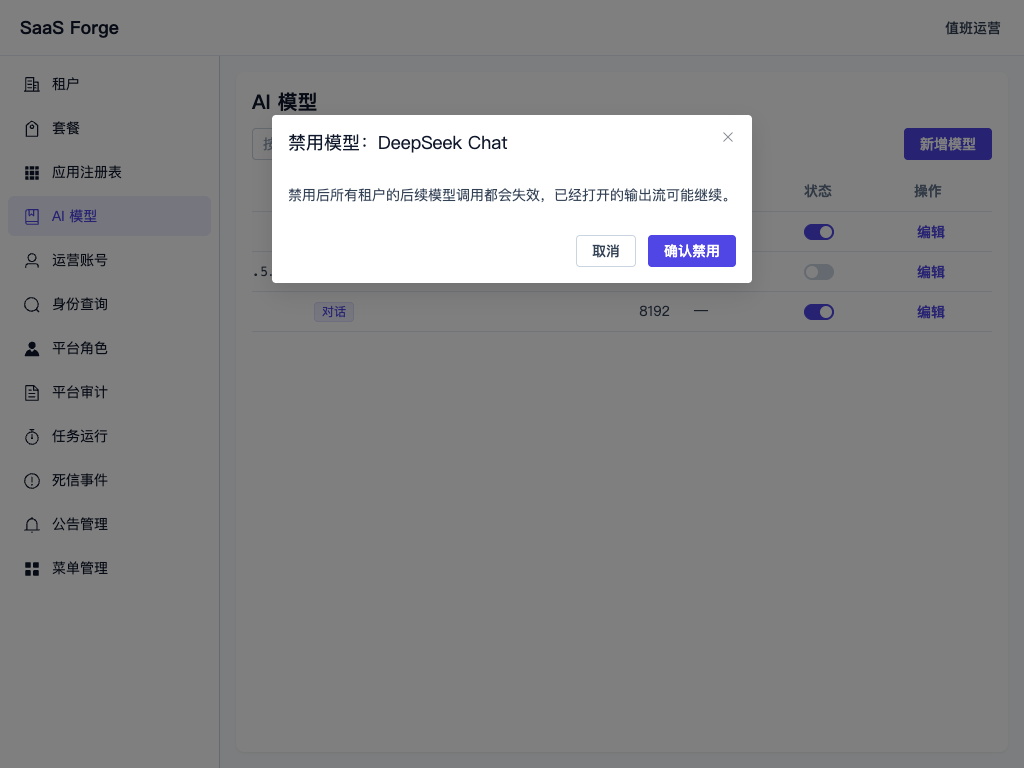 SaaS Forge
值班运营
租户
套餐
应用注册表
AI 模型
运营账号
身份查询
平台角色
平台审计
任务运行
死信事件
公告管理
菜单管理
AI 模型
新增模型
状态
操作
编辑
.5.
编辑
对话
8192
—
编辑
禁用模型：DeepSeek Chat
禁用后所有租户的后续模型调用都会失效，已经打开的输出流可能继续。
取消
确认禁用